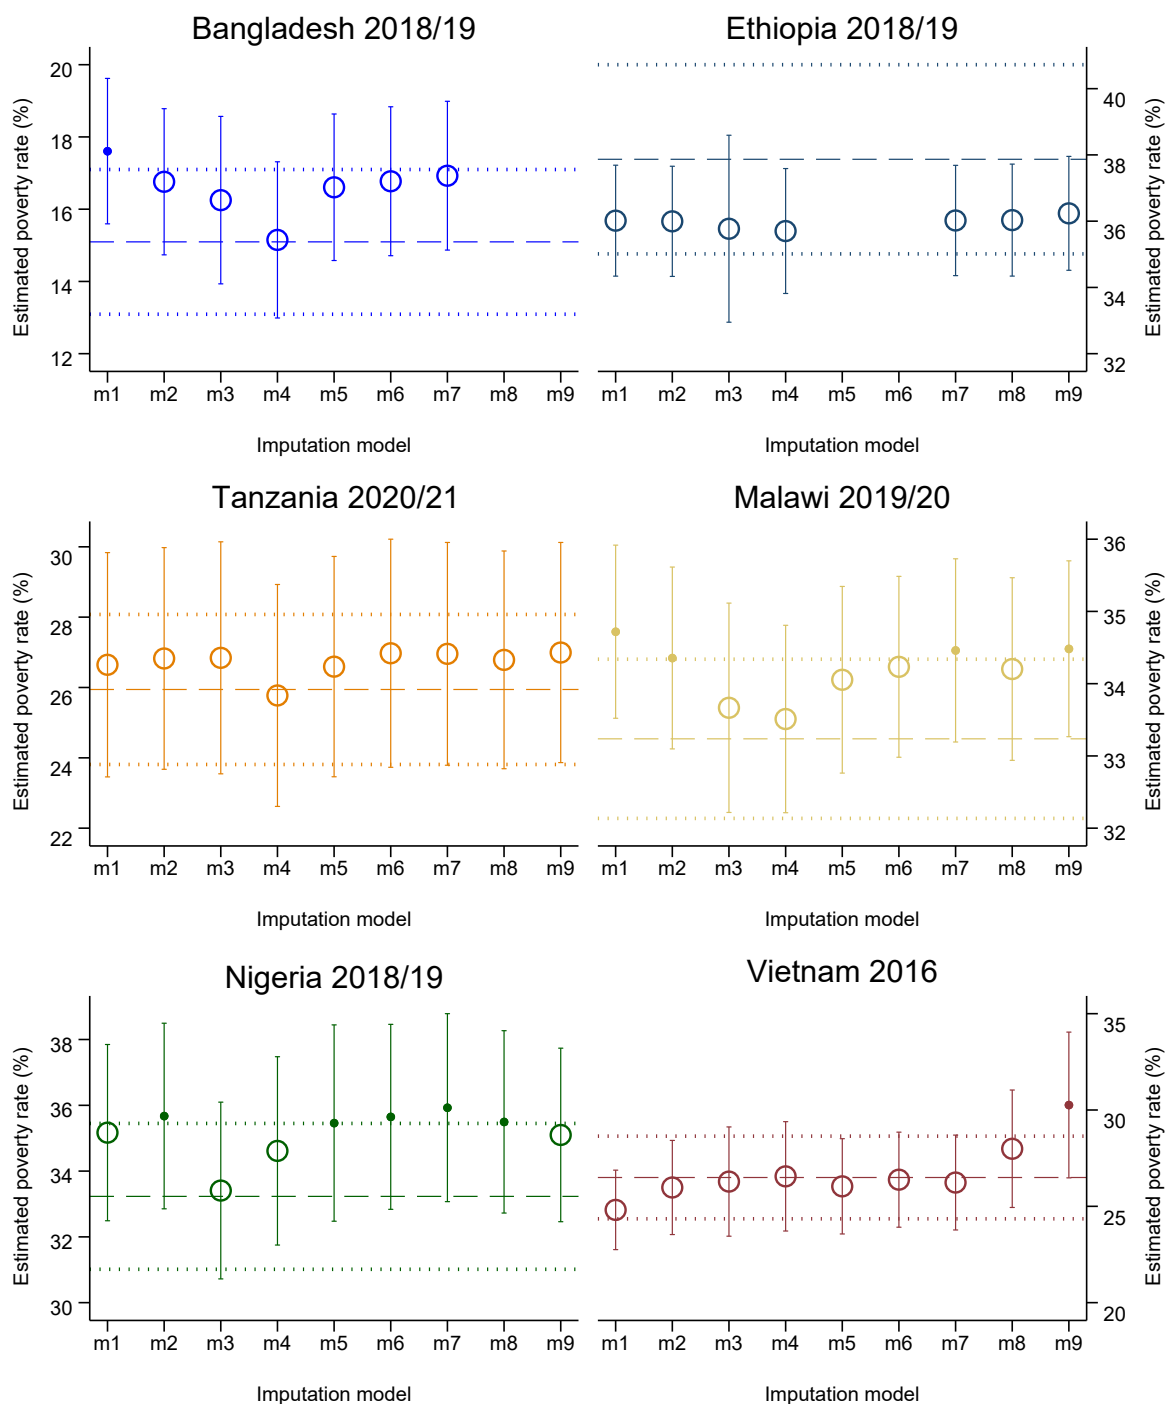 Bangladesh 2018/19
Estimated poverty rate (%)
20
18
16
14
12
m1 m2 m3 m4 m5 m6 m7 m8 m9
Imputation model
Ethiopia 2018/19
Estimated poverty rate (%)
40
38
36
34
32
m1 m2 m3 m4 m5 m6 m7 m8 m9
Imputation model
Tanzania 2020/21
Estimated poverty rate (%)
30
28
26
24
22
m1 m2 m3 m4 m5 m6 m7 m8 m9
Imputation model
Malawi 2019/20
Estimated poverty rate (%)
36
35
34
33
32
m1 m2 m3 m4 m5 m6 m7 m8 m9
Imputation model
Nigeria 2018/19
Estimated poverty rate (%)
38
36
34
32
30
m1 m2 m3 m4 m5 m6 m7 m8 m9
Imputation model
Vietnam 2016
Estimated poverty rate (%)
35
30
25
20
m1 m2 m3 m4 m5 m6 m7 m8 m9
Imputation model